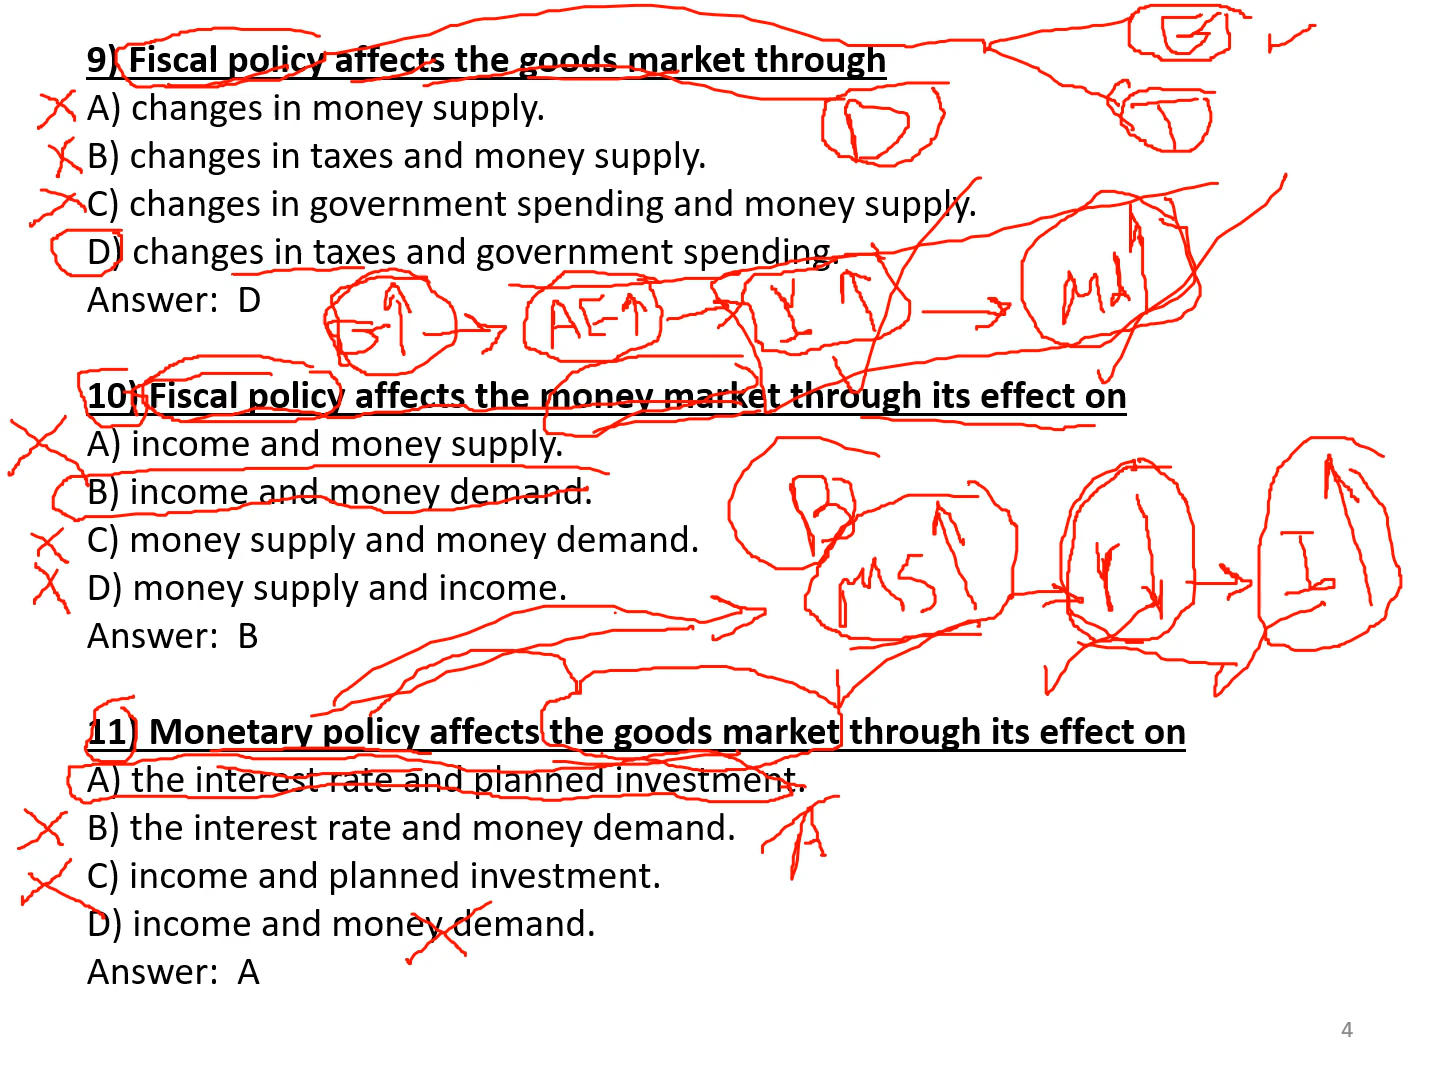 9) Fiscal policy affects the goods market through
G
A) changes in money supply.
D
T
B) changes in taxes and money supply.
C) changes in government spending and money supply.
D) changes in taxes and government spending.
Answer: D
G↑ → AE↑ → Y↑ → Md↑
10) Fiscal policy affects the money market through its effect on
A) income and money supply.
B) income and money demand.
B
C) money supply and money demand.
D) money supply and income.
MS↑ → r↓ → I↑
Answer: B
11) Monetary policy affects the goods market through its effect on
A) the interest rate and planned investment.
B) the interest rate and money demand.
A
C) income and planned investment.
D) income and money demand.
Answer: A
4